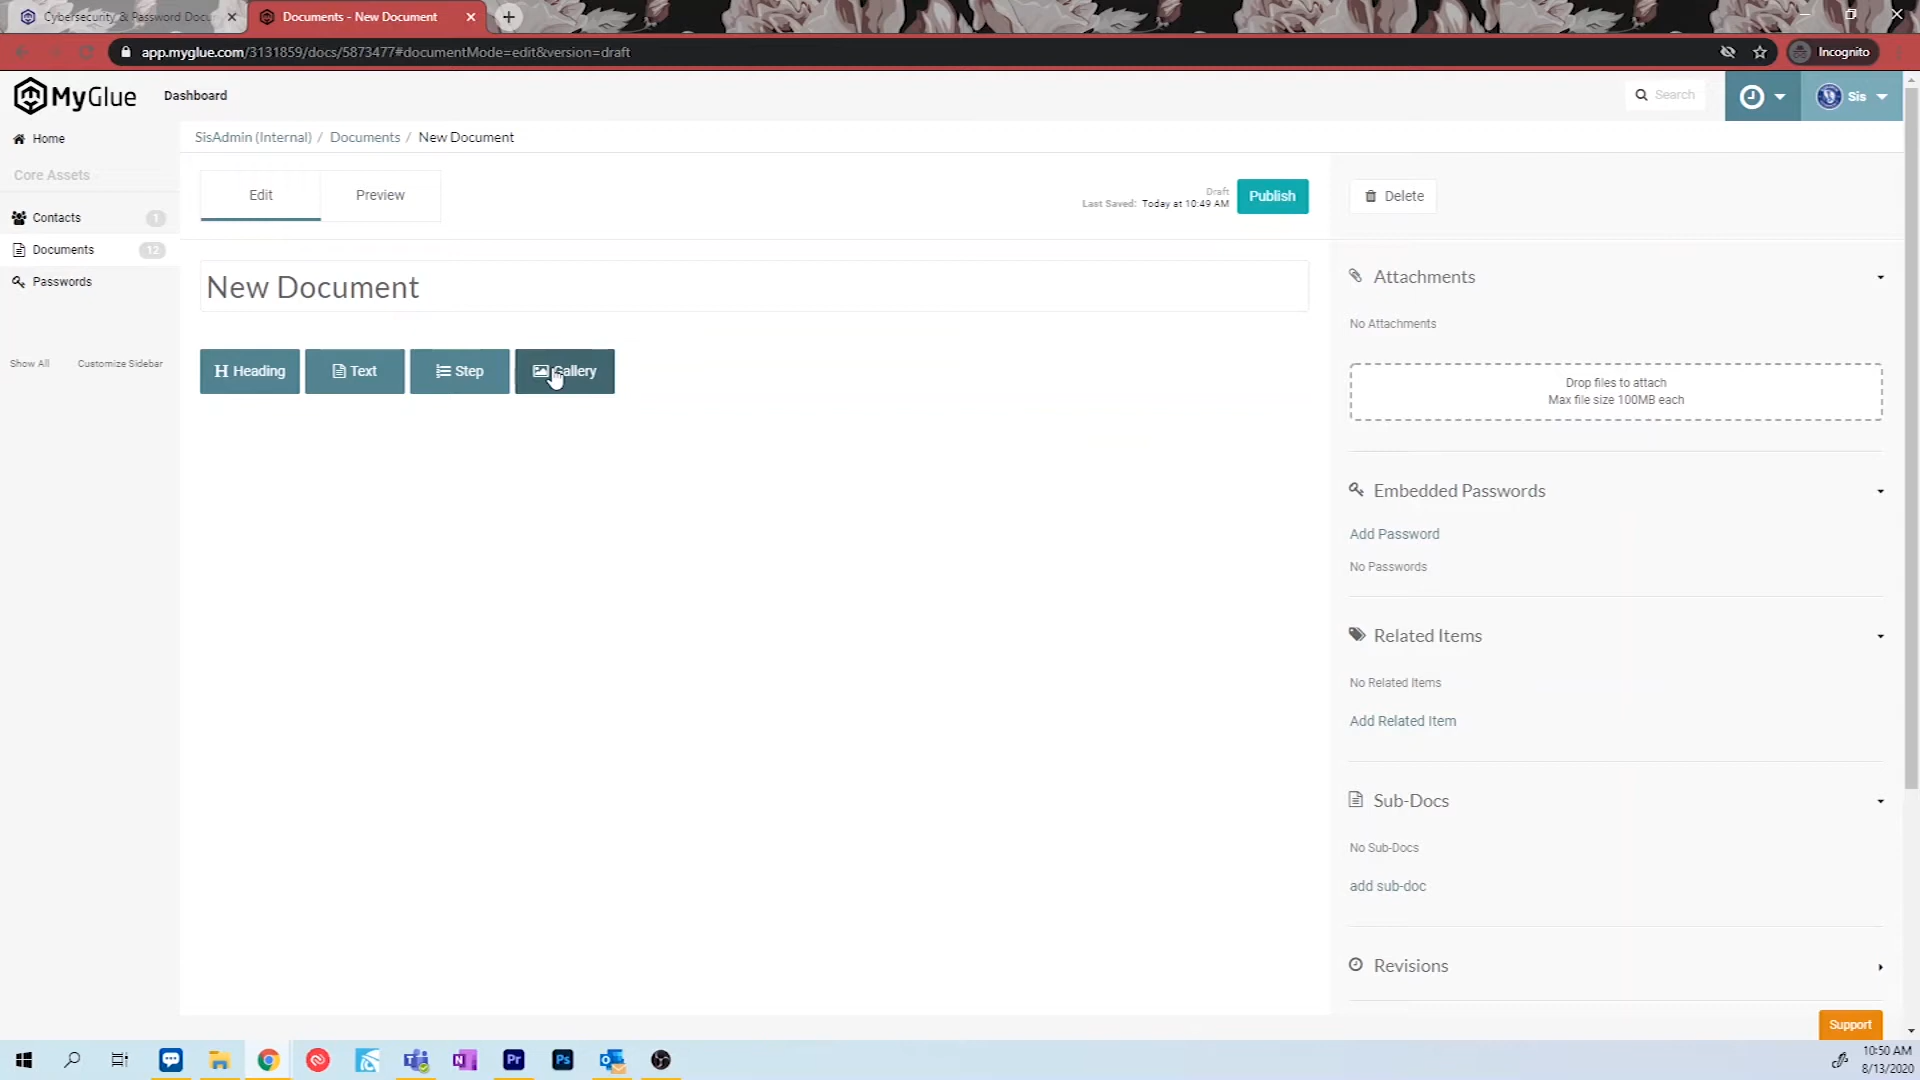 Cybersecurity & Password Docu
Documents - New Document
app.myglue.com/3131859/docs/5873477#documentMode=edit&version=draft
Incognito
MyGlue
Dashboard
Search
Sis
Home
SisAdmin (Internal) / Documents / New Document
Core Assets
Edit
Preview
Draft
Last Saved: Today at 10:49 AM
Publish
Delete
Contacts 1
Documents 12
Passwords
New Document
Attachments
No Attachments
Show All
Customize Sidebar
Heading
Text
Step
Gallery
Drop files to attach
Max file size 100MB each
Embedded Passwords
Add Password
No Passwords
Related Items
No Related Items
Add Related Item
Sub-Docs
No Sub-Docs
add sub-doc
Revisions
Support
Pr
Ps
10:50 AM
8/13/2020